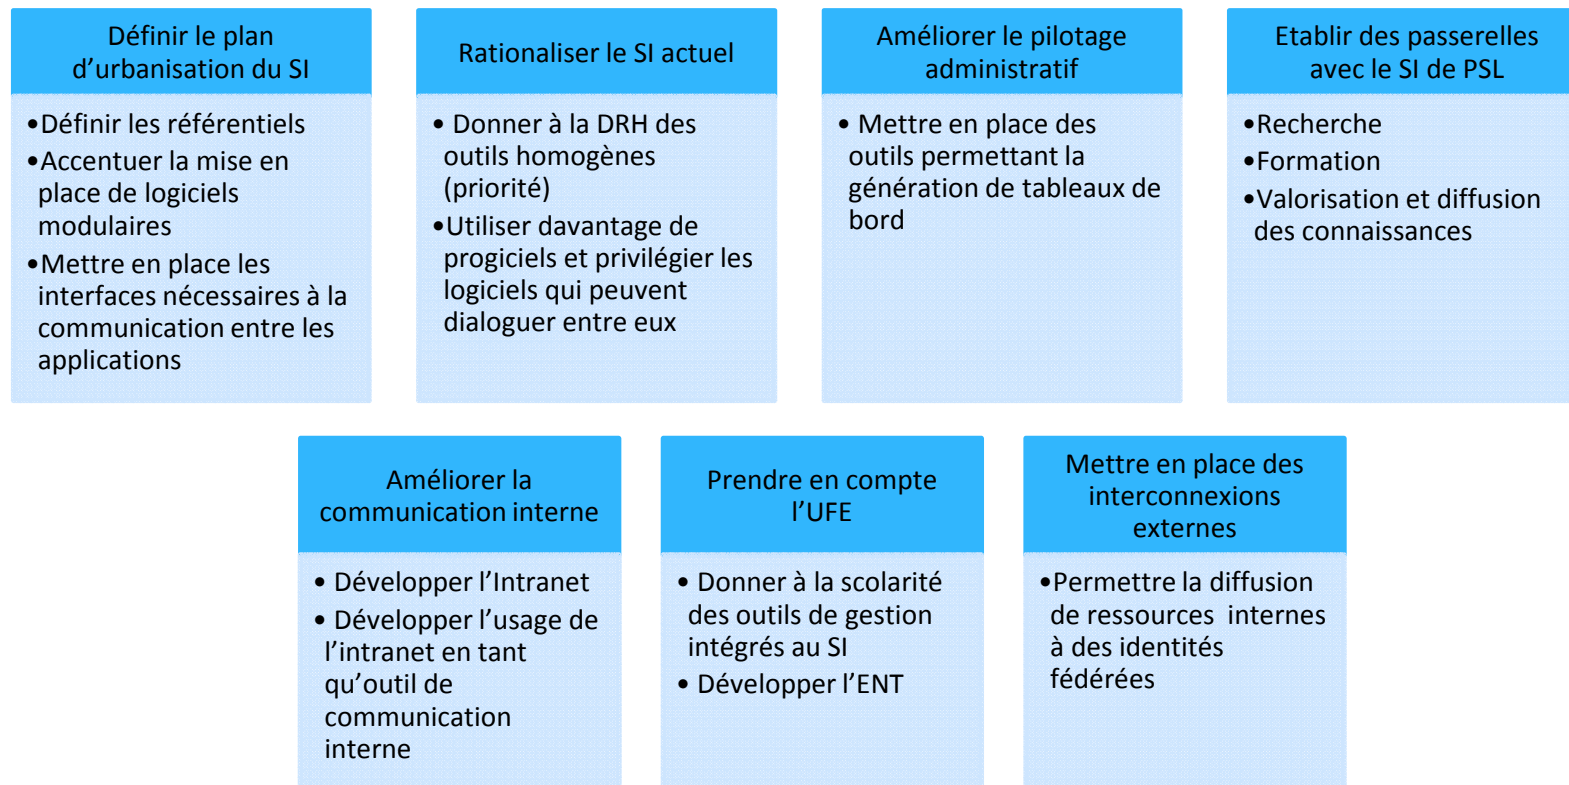 Définir le plan
d’urbanisation du SI
•Définir les référentiels
•Accentuer la mise en
place de logiciels
modulaires
•Mettre en place les
interfaces nécessaires à la
communication entre les
applications
Rationaliser le SI actuel
• Donner à la DRH des
outils homogènes
(priorité)
•Utiliser davantage de
progiciels et privilégier les
logiciels qui peuvent
dialoguer entre eux
Améliorer le pilotage
administratif
• Mettre en place des
outils permettant la
génération de tableaux de
bord
Etablir des passerelles
avec le SI de PSL
•Recherche
•Formation
•Valorisation et diffusion
des connaissances
Améliorer la
communication interne
• Développer l’Intranet
• Développer l’usage de
l’intranet en tant
qu’outil de
communication
interne
Prendre en compte
l’UFE
• Donner à la scolarité
des outils de gestion
intégrés au SI
• Développer l’ENT
Mettre en place des
interconnexions
externes
•Permettre la diffusion
de ressources internes
à des identités
fédérées